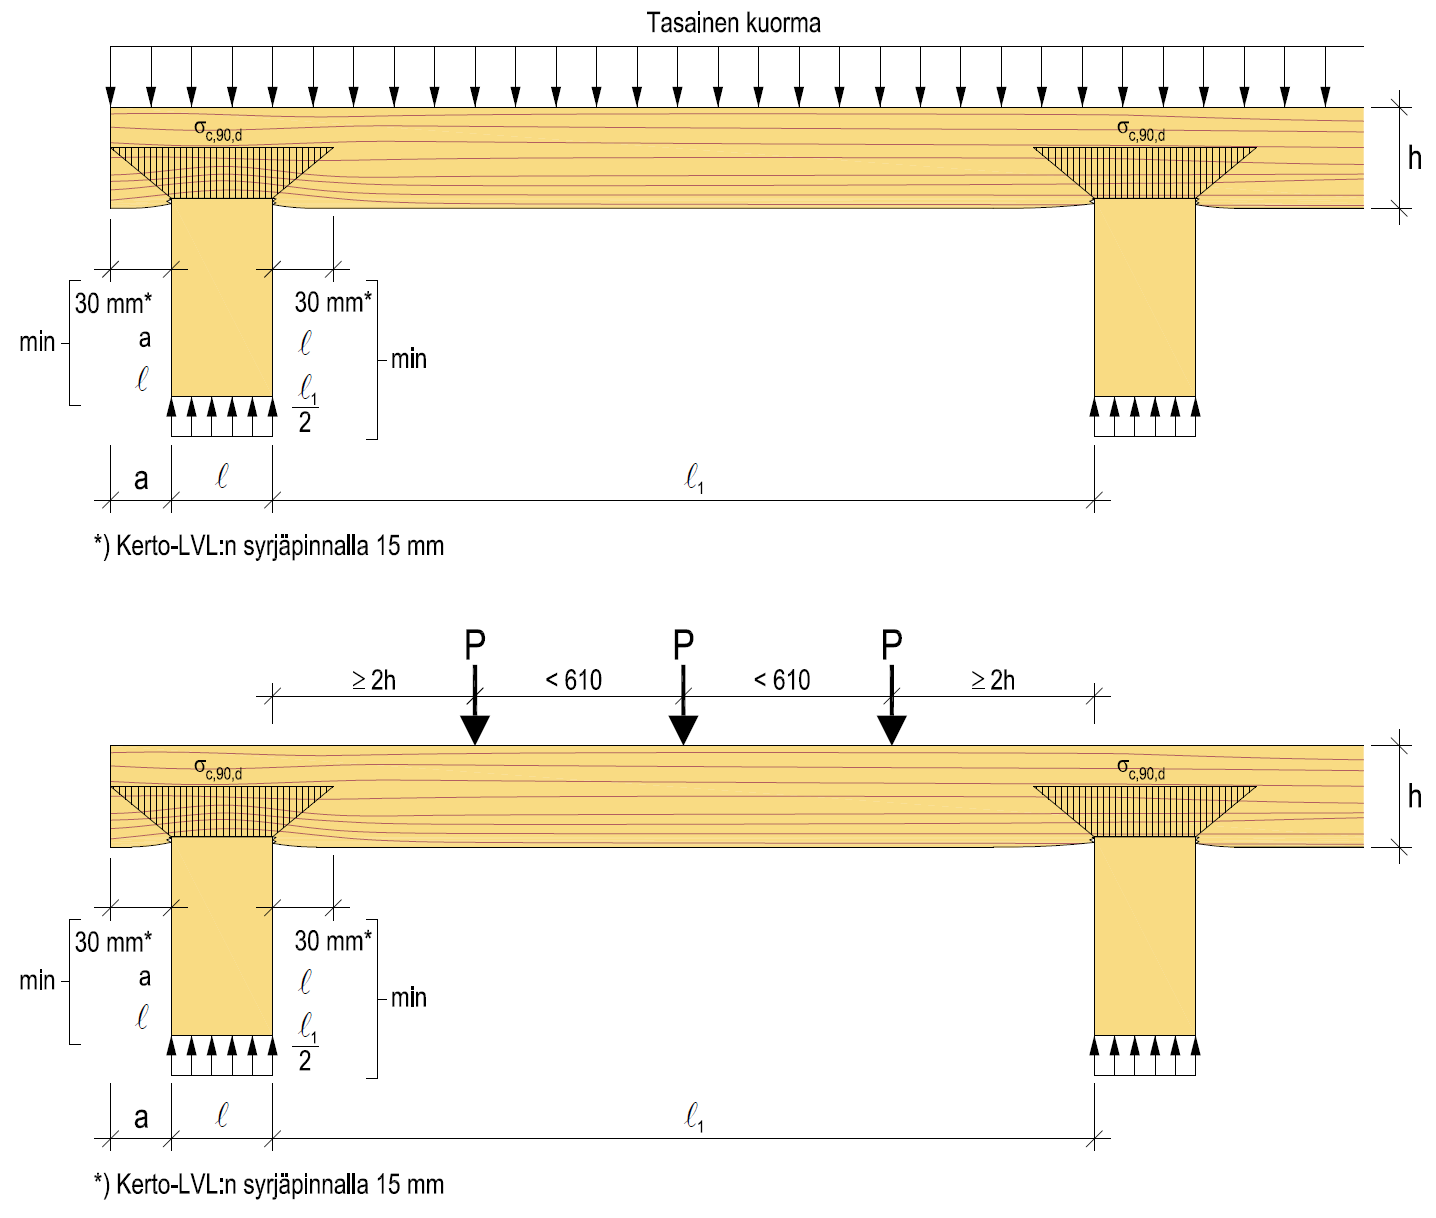 Tasainen kuorma
σc,90,d σc,90,d
h
30 mm* 30 mm*
min a ℓ min
ℓ ℓ1
2
a ℓ ℓ1
*) Kerto-LVL:n syrjäpinnalla 15 mm
P P P
≥ 2h < 610 < 610 ≥ 2h
σc,90,d σc,90,d
h
30 mm* 30 mm*
min a ℓ min
ℓ ℓ1
2
a ℓ ℓ1
*) Kerto-LVL:n syrjäpinnalla 15 mm